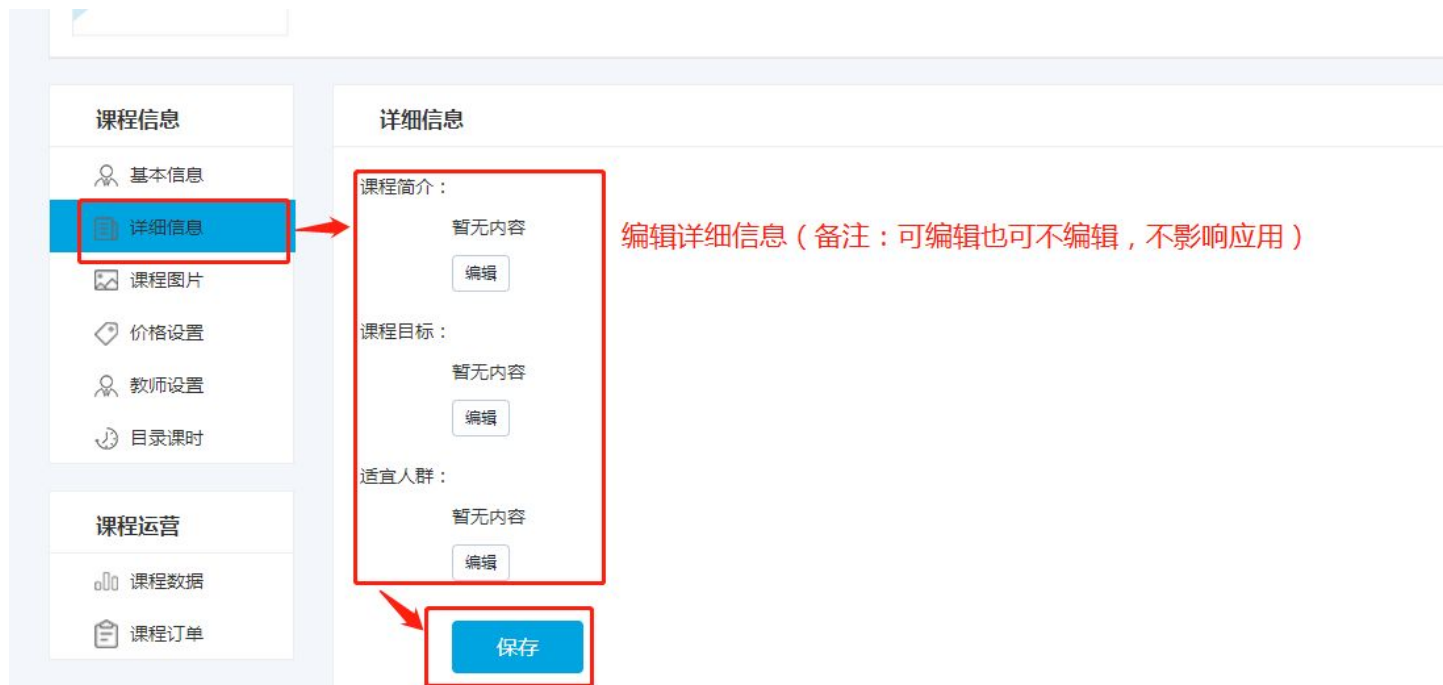 课程信息
基本信息
详细信息
课程图片
价格设置
教师设置
目录课时
课程运营
课程数据
课程订单
详细信息
课程简介：
暂无内容
编辑
课程目标：
暂无内容
编辑
适宜人群：
暂无内容
编辑
保存
编辑详细信息（备注：可编辑也可不编辑，不影响应用）